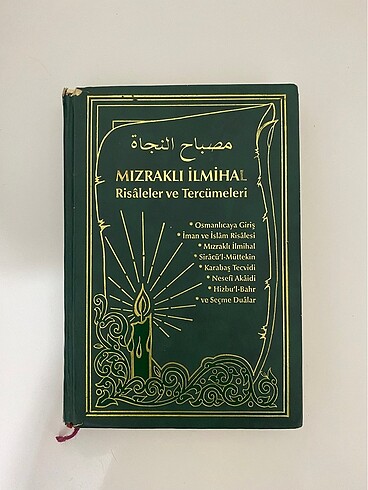 مصباح النجاة
MIZRAKLI İLMİHAL
Risâleler ve Tercümeleri
* Osmanlıcaya Giriş
* İman ve İslâm Risâlesi
* Mızraklı İlmihal
* Sirâcü'l-Müttekin
* Karabaş Tecvidi
* Nesefî Akâidi
* Hizbu'l-Bahr
* ve Seçme Duâlar